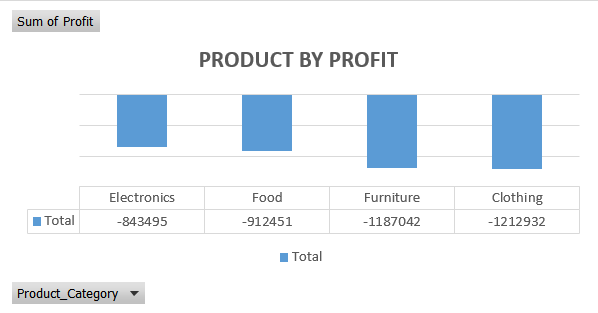 Sum of Profit
PRODUCT BY PROFIT
Electronics Food Furniture Clothing
Total -843495 -912451 -1187042 -1212932
Total
Product_Category